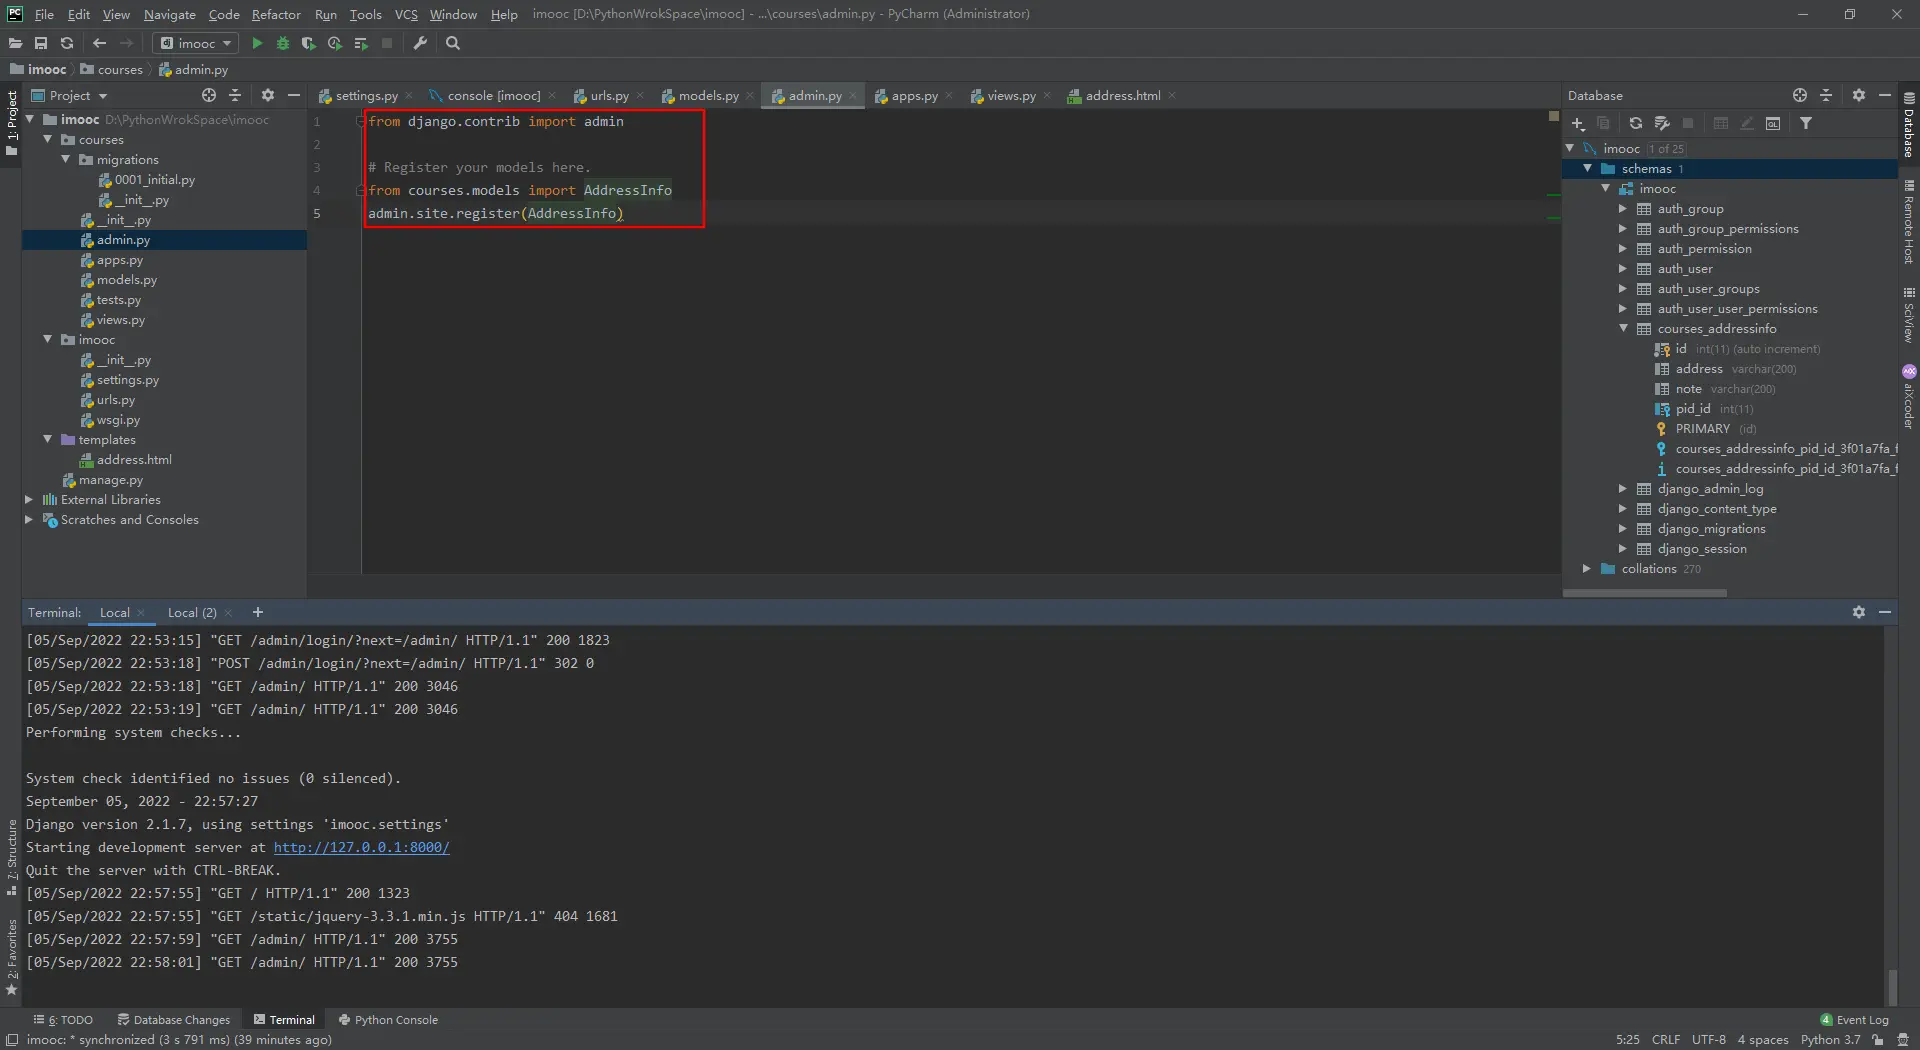 File Edit View Navigate Code Refactor Run Tools VCS Window Help imooc [D:\PythonWrokSpace\imooc] - ...\courses\admin.py - PyCharm (Administrator)
imooc
imooc courses admin.py
Project
settings.py console [imooc] urls.py models.py admin.py apps.py views.py address.html
Database
1: Project
imooc D:\PythonWrokSpace\imooc
courses
migrations
0001_initial.py
__init__.py
__init__.py
admin.py
apps.py
models.py
tests.py
views.py
imooc
__init__.py
settings.py
urls.py
wsgi.py
templates
address.html
manage.py
External Libraries
Scratches and Consoles
1 from django.contrib import admin
2
3 # Register your models here.
4 from courses.models import AddressInfo
5 admin.site.register(AddressInfo)
imooc 1 of 25
schemas 1
imooc
auth_group
auth_group_permissions
auth_permission
auth_user
auth_user_groups
auth_user_user_permissions
courses_addressinfo
id int(11) (auto increment)
address varchar(200)
note varchar(200)
pid_id int(11)
PRIMARY (id)
courses_addressinfo_pid_id_3f01a7fa_f
courses_addressinfo_pid_id_3f01a7fa_f
django_admin_log
django_content_type
django_migrations
django_session
collations 270
Database
Remote Host
SciView
aiXcoder
Terminal: Local Local (2) +
[05/Sep/2022 22:53:15] "GET /admin/login/?next=/admin/ HTTP/1.1" 200 1823
[05/Sep/2022 22:53:18] "POST /admin/login/?next=/admin/ HTTP/1.1" 302 0
[05/Sep/2022 22:53:18] "GET /admin/ HTTP/1.1" 200 3046
[05/Sep/2022 22:53:19] "GET /admin/ HTTP/1.1" 200 3046
Performing system checks...
System check identified no issues (0 silenced).
September 05, 2022 - 22:57:27
Django version 2.1.7, using settings 'imooc.settings'
Starting development server at http://127.0.0.1:8000/
Quit the server with CTRL-BREAK.
[05/Sep/2022 22:57:55] "GET / HTTP/1.1" 200 1323
[05/Sep/2022 22:57:55] "GET /static/jquery-3.3.1.min.js HTTP/1.1" 404 1681
[05/Sep/2022 22:57:59] "GET /admin/ HTTP/1.1" 200 3755
[05/Sep/2022 22:58:01] "GET /admin/ HTTP/1.1" 200 3755
7: Structure
2: Favorites
6: TODO Database Changes Terminal Python Console 4 Event Log
imooc: * synchronized (3 s 791 ms) (39 minutes ago) 5:25 CRLF UTF-8 4 spaces Python 3.7